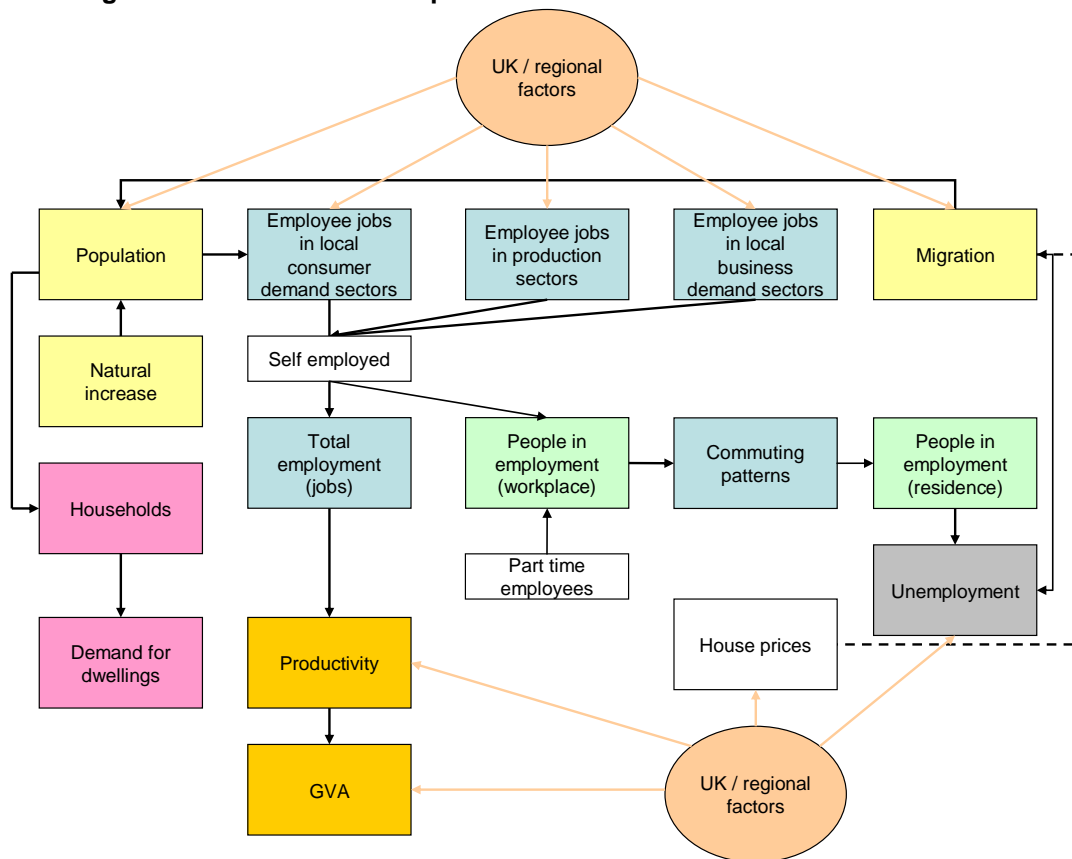 UK / regional
factors
Population
Employee jobs
in local
consumer
demand sectors
Employee jobs
in production
sectors
Employee jobs
in local
business
demand sectors
Migration
Natural
increase
Self employed
Total
employment
(jobs)
People in
employment
(workplace)
Commuting
patterns
People in
employment
(residence)
Households
Part time
employees
Unemployment
Demand for
dwellings
Productivity
House prices
GVA
UK / regional
factors